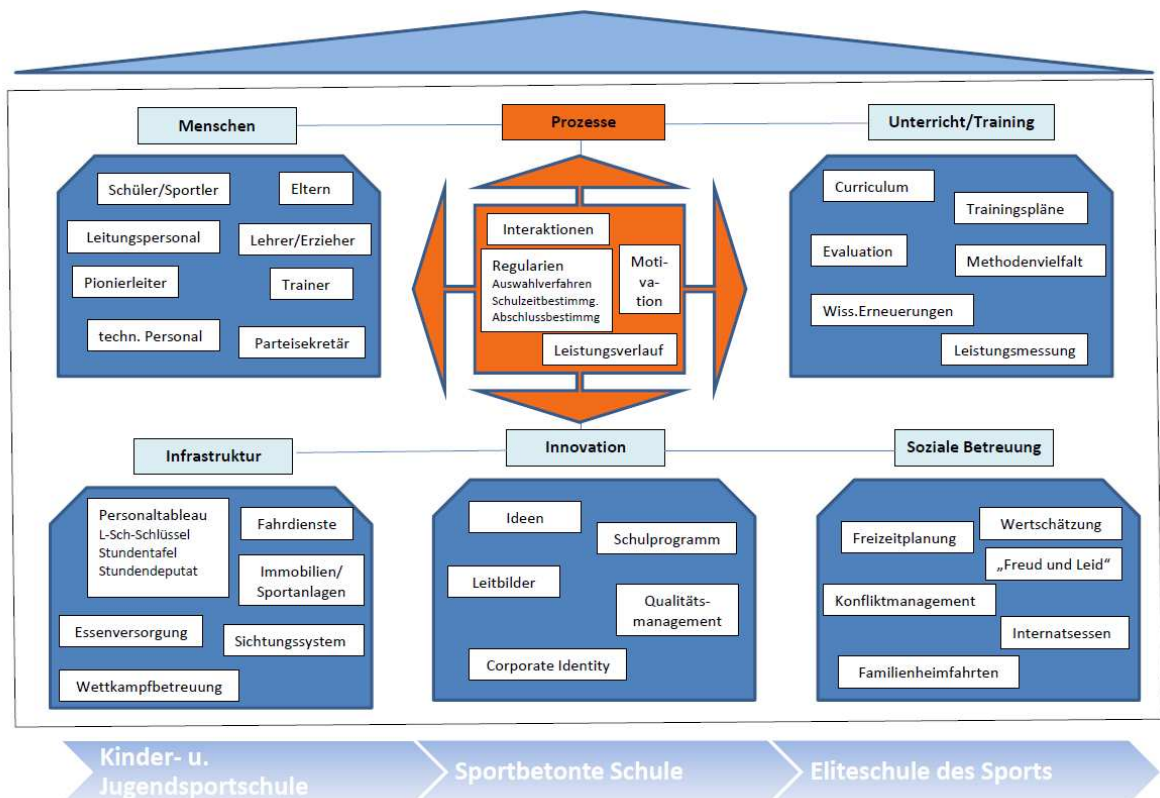 Menschen
Prozesse
Unterricht/Training
Schüler/Sportler
Eltern
Leitungspersonal
Lehrer/Erzieher
Pionierleiter
Trainer
techn. Personal
Parteisekretär
Interaktionen
Regularien
Auswahlverfahren
Schulzeitbestimmg.
Abschlussbestimmg
Moti-
va-
tion
Leistungsverlauf
Curriculum
Trainingspläne
Evaluation
Methodenvielfalt
Wiss.Erneuerungen
Leistungsmessung
Infrastruktur
Innovation
Soziale Betreuung
Personaltableau
L-Sch-Schlüssel
Stundentafel
Stundendeputat
Fahrdienste
Immobilien/
Sportanlagen
Essenversorgung
Sichtungssystem
Wettkampfbetreuung
Ideen
Schulprogramm
Leitbilder
Qualitäts-
management
Corporate Identity
Freizeitplanung
Wertschätzung
„Freud und Leid“
Konfliktmanagement
Internatsessen
Familienheimfahrten
Kinder- u.
Jugendsportschule
Sportbetonte Schule
Eliteschule des Sports